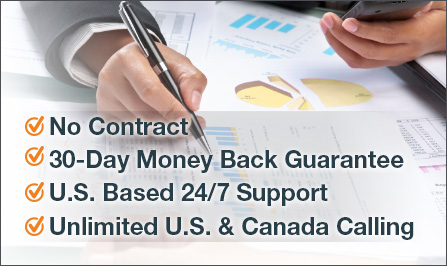 No Contract
30-Day Money Back Guarantee
U.S. Based 24/7 Support
Unlimited U.S. & Canada Calling